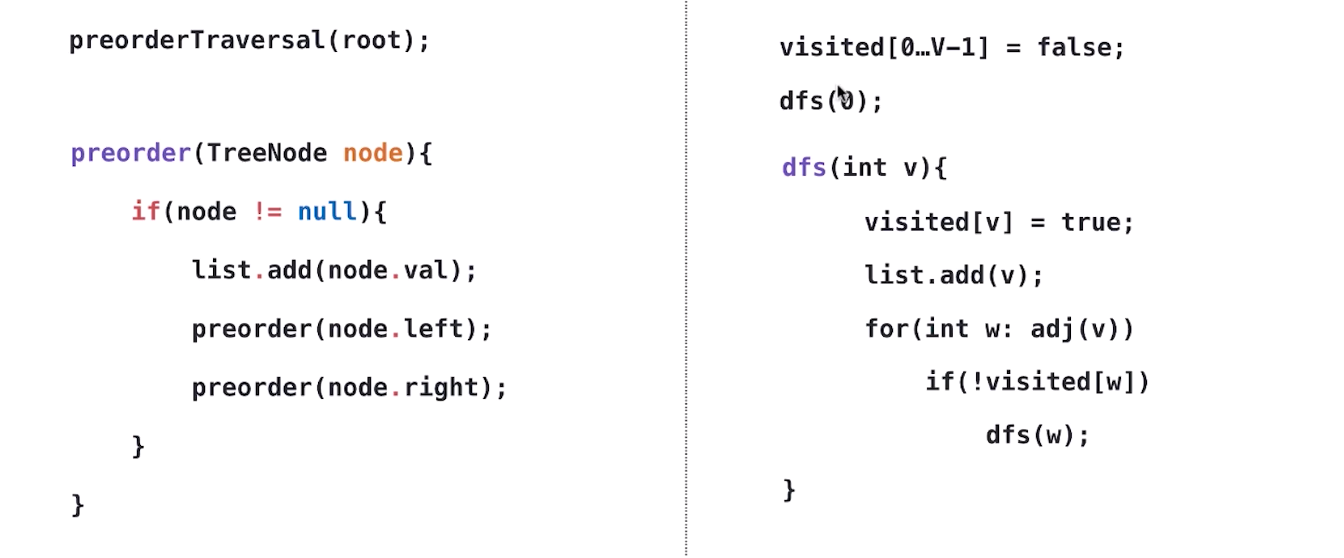 preorderTraversal(root);
preorder(TreeNode node){
if(node != null){
list.add(node.val);
preorder(node.left);
preorder(node.right);
}
}
visited[0…V-1] = false;
dfs(0);
dfs(int v){
visited[v] = true;
list.add(v);
for(int w: adj(v))
if(!visited[w])
dfs(w);
}